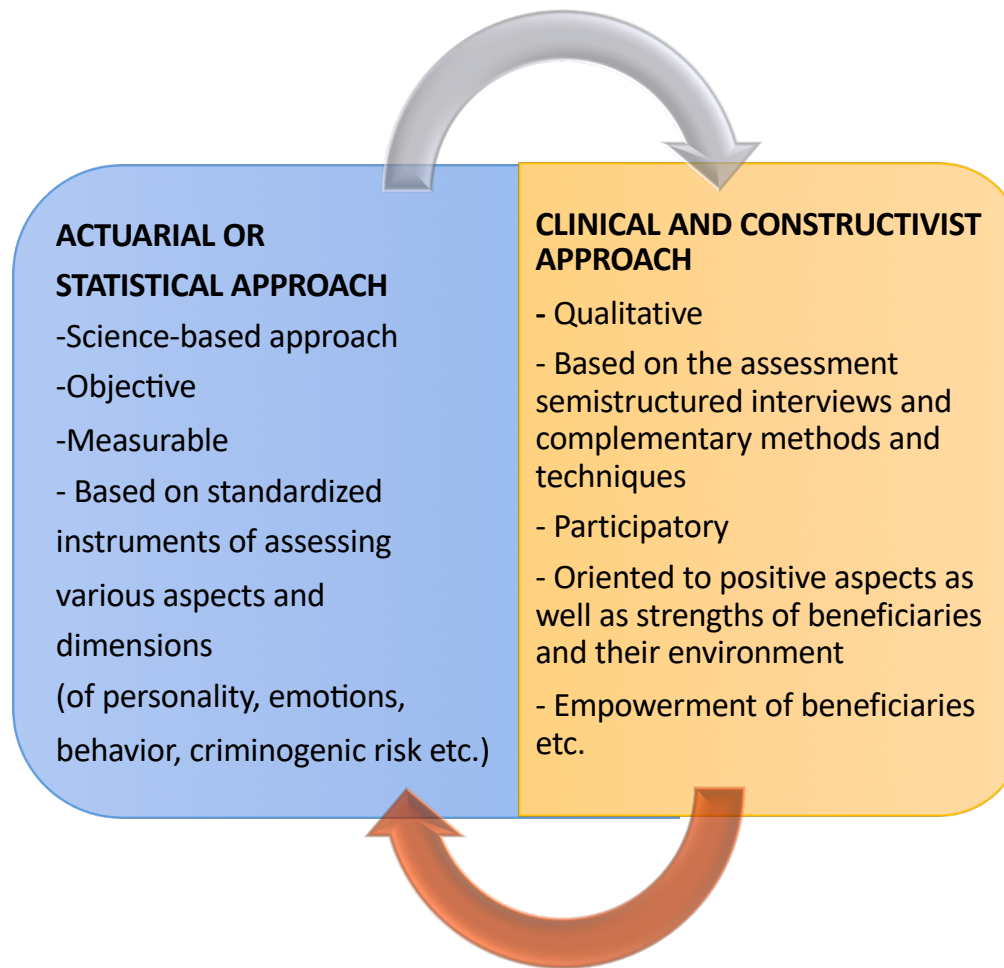 ACTUARIAL OR
STATISTICAL APPROACH
-Science-based approach
-Objective
-Measurable
- Based on standardized
instruments of assessing
various aspects and
dimensions
(of personality, emotions,
behavior, criminogenic risk etc.)
CLINICAL AND CONSTRUCTIVIST
APPROACH
- Qualitative
- Based on the assessment
semistructured interviews and
complementary methods and
techniques
- Participatory
- Oriented to positive aspects as
well as strengths of beneficiaries
and their environment
- Empowerment of beneficiaries
etc.